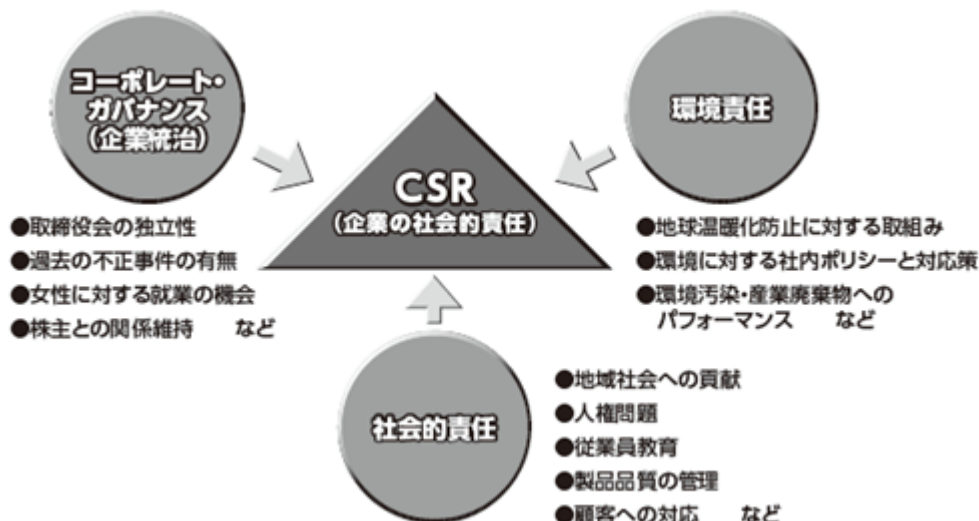 コーポレート・
ガバナンス
(企業統治)
環境責任
CSR
(企業の社会的責任)
●取締役会の独立性
●過去の不正事件の有無
●女性に対する就業の機会
●株主との関係維持 など
●地球温暖化防止に対する取組み
●環境に対する社内ポリシーと対応策
●環境汚染・産業廃棄物への
パフォーマンス など
社会的責任
●地域社会への貢献
●人権問題
●従業員教育
●製品品質の管理
●顧客への対応 など